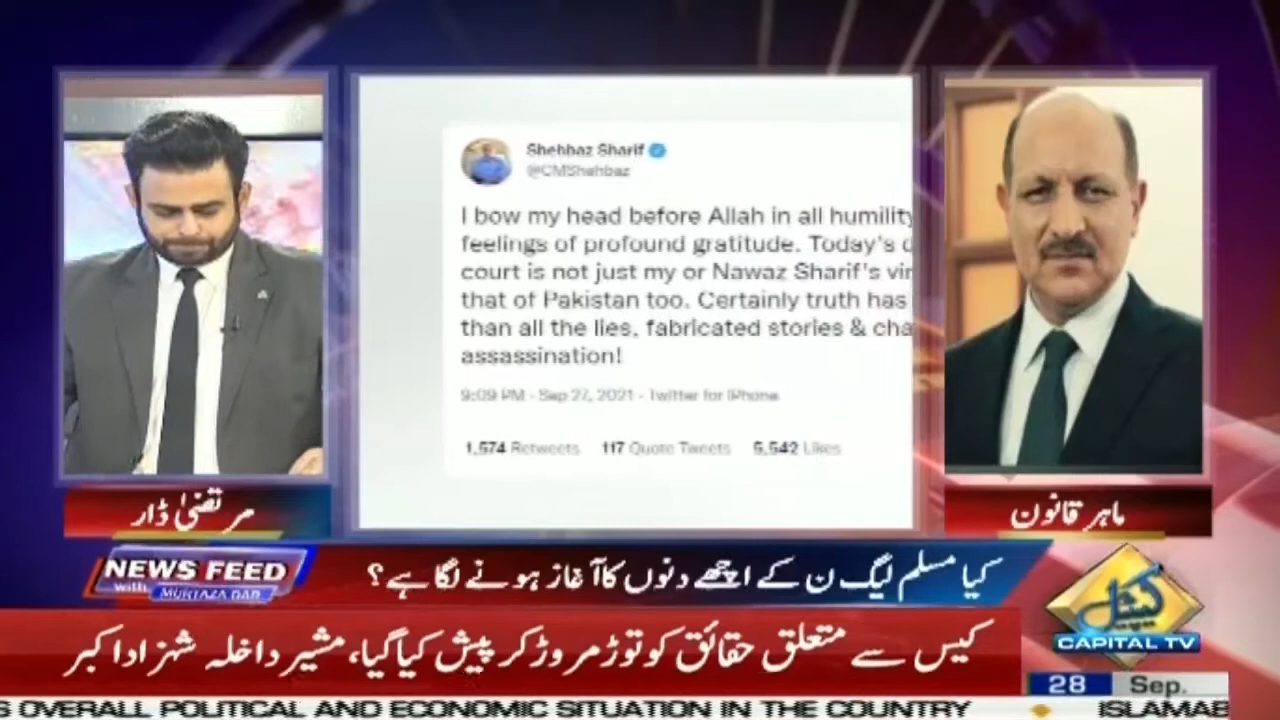 Shehbaz Sharif
@CMShehbaz
I bow my head before Allah in all humility
feelings of profound gratitude. Today's
court is not just my or Nawaz Sharif's
that of Pakistan too. Certainly truth has
than all the lies, fabricated stories &
assassination!
9:09 PM - Sep 27, 2021 - Twitter for iPhone
1,574 Retweets 117 Quote Tweets 5,542 Likes
مرتضیٰ ڈار
ماہر قانون
NEWS FEED
with MURTAZA DAR
کیا مسلم لیگ ن کے اچھے دنوں کا آغاز ہونے لگا ہے؟
کیپٹل
CAPITAL TV
کیس سے متعلق حقائق کو توڑ مروڑ کر پیش کیا گیا، مشیر داخلہ شہزاد اکبر
28 Sep.
S OVERALL POLITICAL AND ECONOMIC SITUATION IN THE COUNTRY ISLAMAB